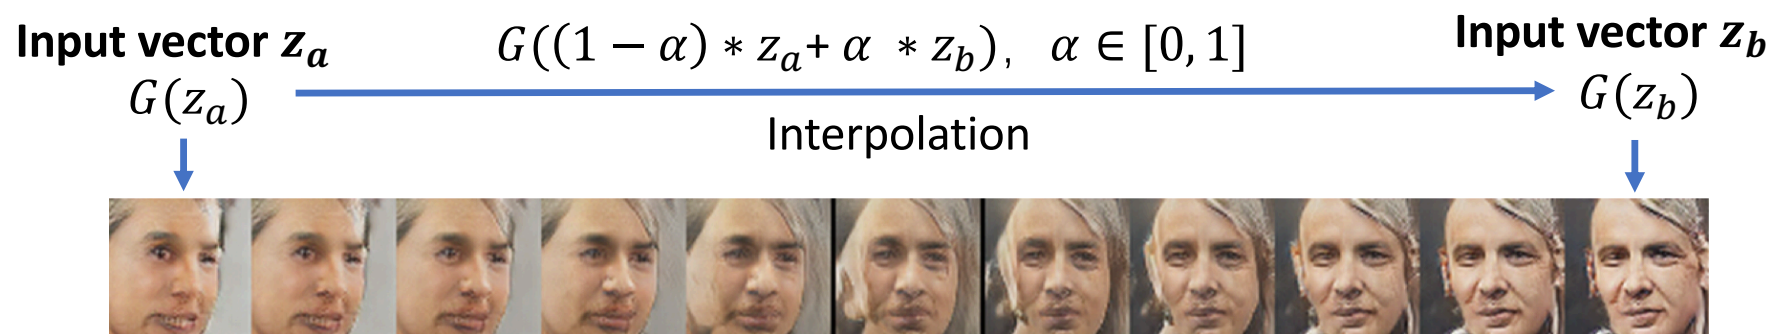 Input vector z_a
G((1 − α) * z_a + α * z_b), α ∈ [0, 1]
Input vector z_b
G(z_a)
G(z_b)
Interpolation